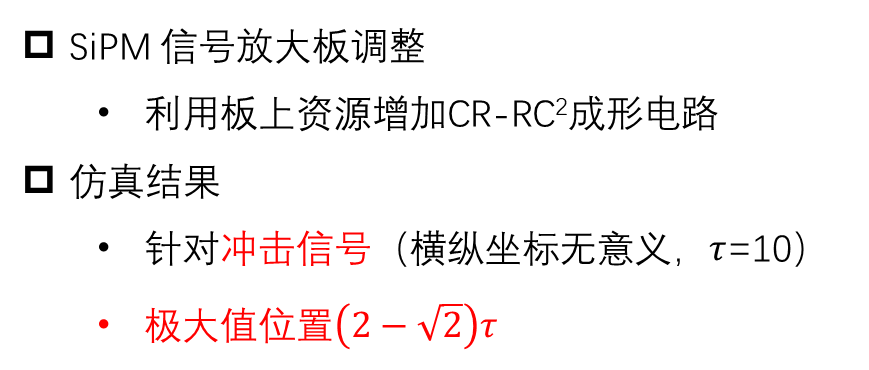 SiPM 信号放大板调整
• 利用板上资源增加CR-RC²成形电路
仿真结果
• 针对冲击信号（横纵坐标无意义，τ=10）
• 极大值位置(2 − √2)τ